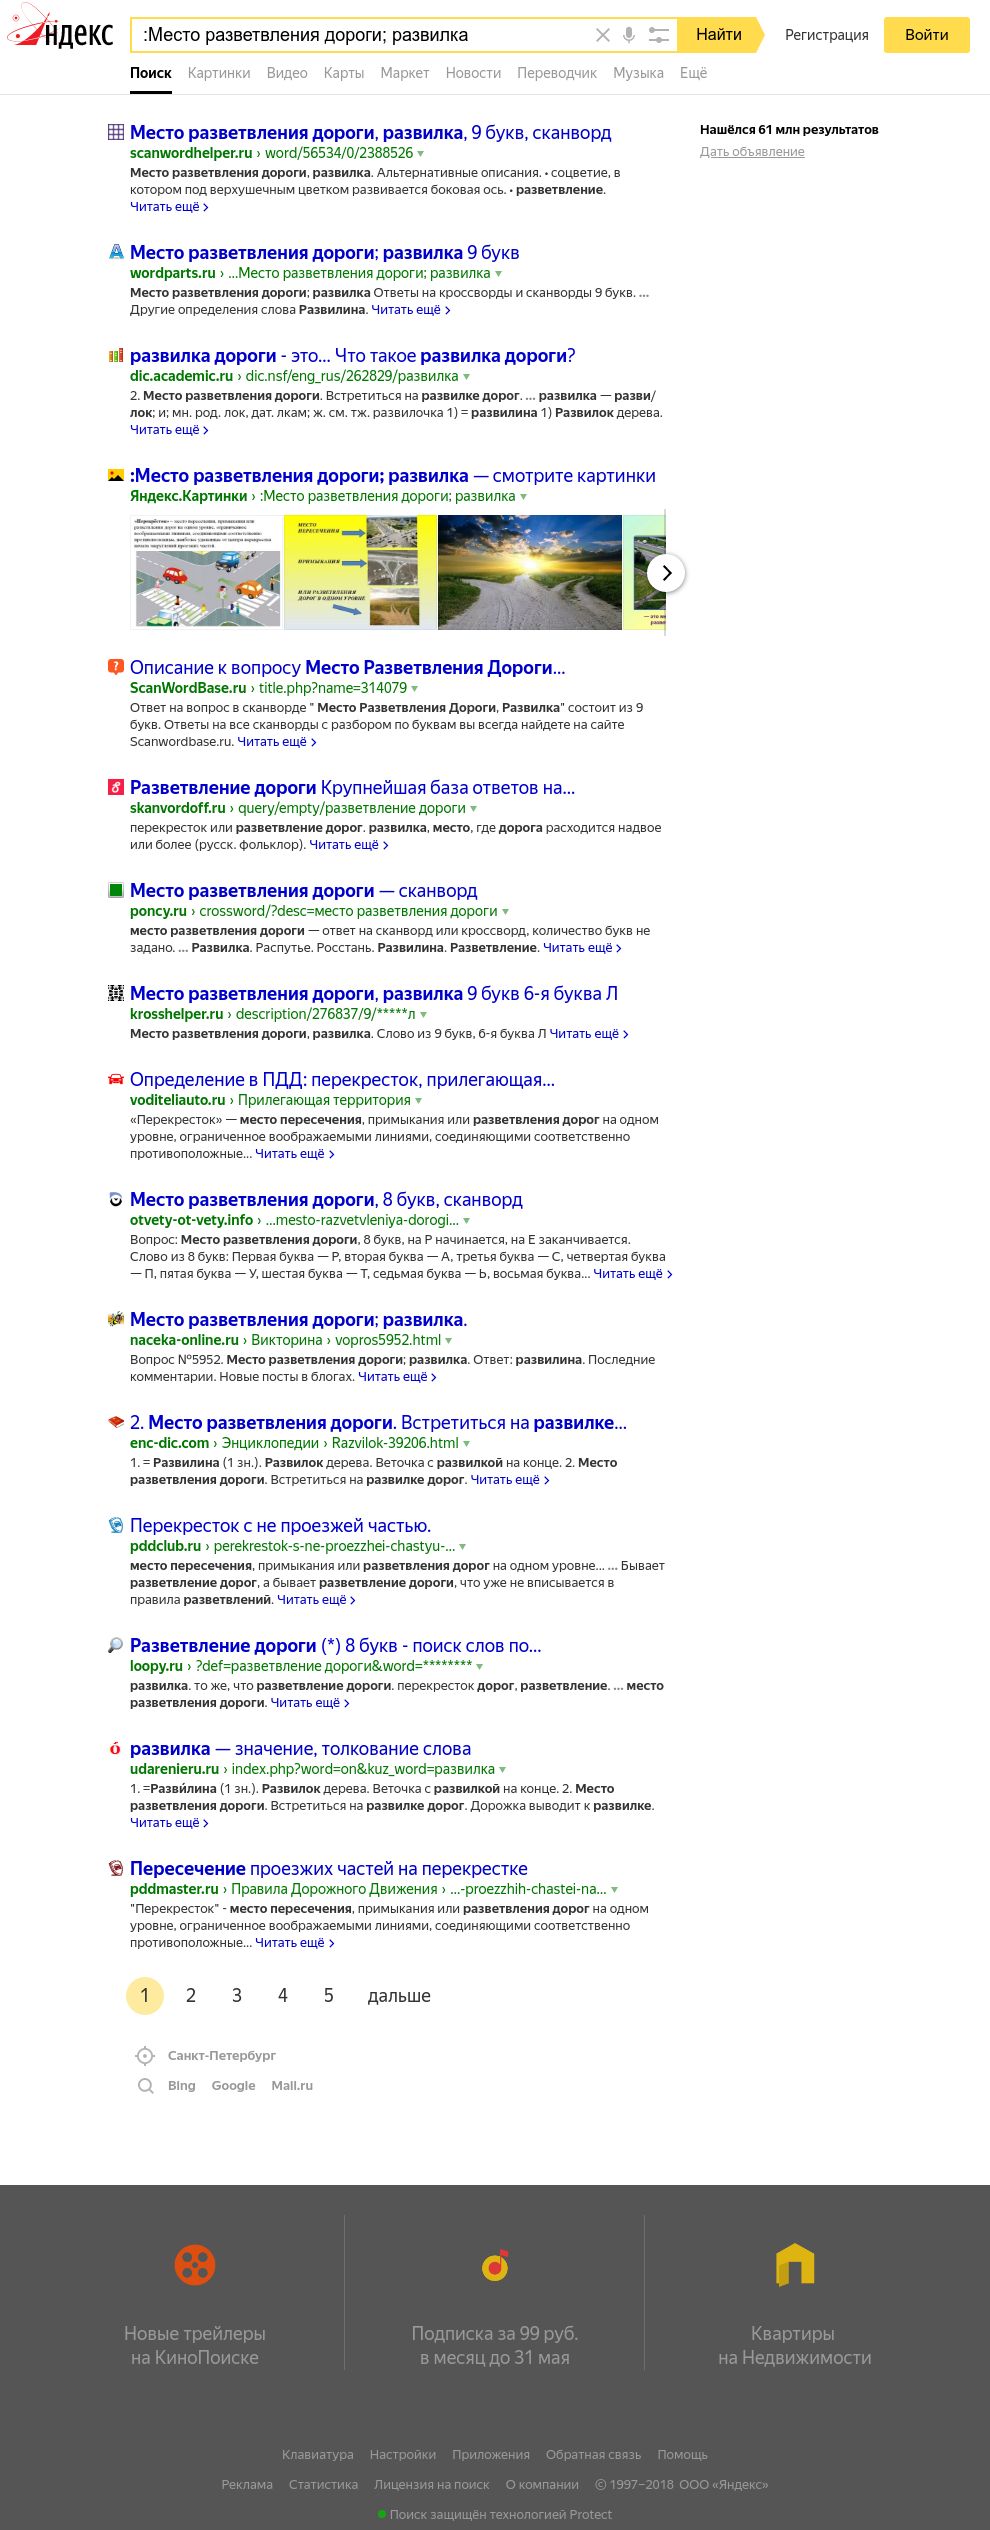 Яндекс
:Место разветвления дороги; развилка
Найти
Регистрация
Войти
Поиск Картинки Видео Карты Маркет Новости Переводчик Музыка Ещё
Нашёлся 61 млн результатов
Дать объявление
Место разветвления дороги, развилка, 9 букв, сканворд
scanwordhelper.ru › word/56534/0/2388526
Место разветвления дороги, развилка. Альтернативные описания. • соцветие, в
котором под верхушечным цветком развивается боковая ось. • разветвление.
Читать ещё
Место разветвления дороги; развилка 9 букв
wordparts.ru › ...Место разветвления дороги; развилка
Место разветвления дороги; развилка Ответы на кроссворды и сканворды 9 букв. ...
Другие определения слова Развилина. Читать ещё
развилка дороги - это... Что такое развилка дороги?
dic.academic.ru › dic.nsf/eng_rus/262829/развилка
2. Место разветвления дороги. Встретиться на развилке дорог. ... развилка — разви/
лок; и; мн. род. лок, дат. лкам; ж. см. тж. развилочка 1) = развилина 1) Развилок дерева.
Читать ещё
:Место разветвления дороги; развилка — смотрите картинки
Яндекс.Картинки › :Место разветвления дороги; развилка
МЕСТО
ПЕРЕСЕЧЕНИЯ
ПРИМЫКАНИЯ
ИЛИ РАЗВЕТВЛЕНИЯ
ДОРОГ В ОДНОМ УРОВНЕ
Описание к вопросу Место Разветвления Дороги...
ScanWordBase.ru › title.php?name=314079
Ответ на вопрос в сканворде " Место Разветвления Дороги, Развилка" состоит из 9
букв. Ответы на все сканворды с разбором по буквам вы всегда найдете на сайте
Scanwordbase.ru. Читать ещё
Разветвление дороги Крупнейшая база ответов на...
skanvordoff.ru › query/empty/разветвление дороги
перекресток или разветвление дорог. развилка, место, где дорога расходится надвое
или более (русск. фольклор). Читать ещё
Место разветвления дороги — сканворд
poncy.ru › crossword/?desc=место разветвления дороги
место разветвления дороги — ответ на сканворд или кроссворд, количество букв не
задано. ... Развилка. Распутье. Росстань. Развилина. Разветвление. Читать ещё
Место разветвления дороги, развилка 9 букв 6-я буква Л
krosshelper.ru › description/276837/9/*****л
Место разветвления дороги, развилка. Слово из 9 букв, 6-я буква Л Читать ещё
Определение в ПДД: перекресток, прилегающая...
voditeliauto.ru › Прилегающая территория
«Перекресток» — место пересечения, примыкания или разветвления дорог на одном
уровне, ограниченное воображаемыми линиями, соединяющими соответственно
противоположные... Читать ещё
Место разветвления дороги, 8 букв, сканворд
otvety-ot-vety.info › ...mesto-razvetvleniya-dorogi...
Вопрос: Место разветвления дороги, 8 букв, на Р начинается, на Е заканчивается.
Слово из 8 букв: Первая буква — Р, вторая буква — А, третья буква — С, четвертая буква
— П, пятая буква — У, шестая буква — Т, седьмая буква — Ь, восьмая буква... Читать ещё
Место разветвления дороги; развилка.
naceka-online.ru › Викторина › vopros5952.html
Вопрос №5952. Место разветвления дороги; развилка. Ответ: развилина. Последние
комментарии. Новые посты в блогах. Читать ещё
2. Место разветвления дороги. Встретиться на развилке...
enc-dic.com › Энциклопедии › Razvilok-39206.html
1. = Развилина (1 зн.). Развилок дерева. Веточка с развилкой на конце. 2. Место
разветвления дороги. Встретиться на развилке дорог. Читать ещё
Перекресток с не проезжей частью.
pddclub.ru › perekrestok-s-ne-proezzhei-chastyu-...
место пересечения, примыкания или разветвления дорог на одном уровне... ... Бывает
разветвление дорог, а бывает разветвление дороги, что уже не вписывается в
правила разветвлений. Читать ещё
Разветвление дороги (*) 8 букв - поиск слов по...
loopy.ru › ?def=разветвление дороги&word=********
развилка. то же, что разветвление дороги. перекресток дорог, разветвление. ... место
разветвления дороги. Читать ещё
развилка — значение, толкование слова
udarenieru.ru › index.php?word=on&kuz_word=развилка
1. =Разви́лина (1 зн.). Развилок дерева. Веточка с развилкой на конце. 2. Место
разветвления дороги. Встретиться на развилке дорог. Дорожка выводит к развилке.
Читать ещё
Пересечение проезжих частей на перекрестке
pddmaster.ru › Правила Дорожного Движения › ...-proezzhih-chastei-na...
"Перекресток" - место пересечения, примыкания или разветвления дорог на одном
уровне, ограниченное воображаемыми линиями, соединяющими соответственно
противоположные... Читать ещё
1 2 3 4 5 дальше
Санкт-Петербург
Bing Google Mail.ru
Новые трейлеры
на КиноПоиске
Подписка за 99 руб.
в месяц до 31 мая
Квартиры
на Недвижимости
Клавиатура Настройки Приложения Обратная связь Помощь
Реклама Статистика Лицензия на поиск О компании © 1997–2018 ООО «Яндекс»
Поиск защищён технологией Protect